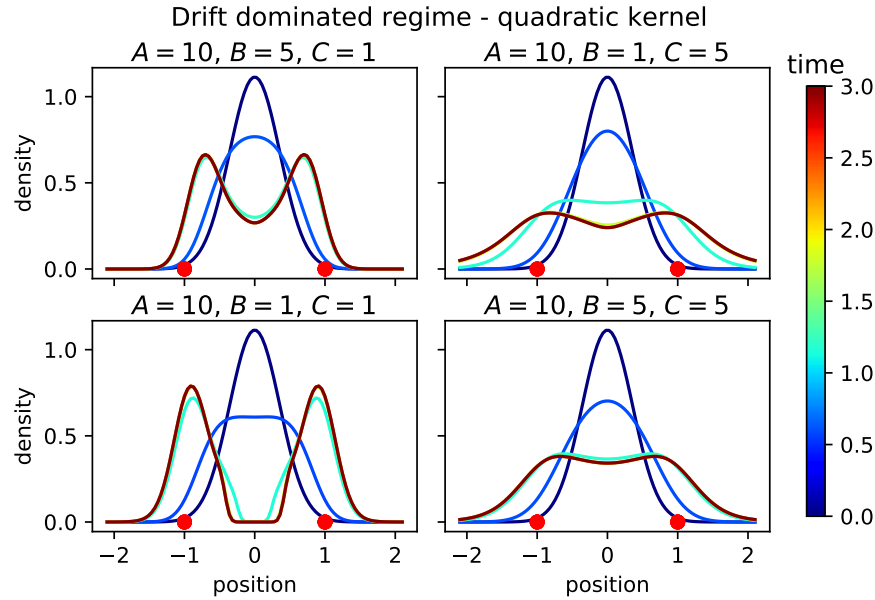 Drift dominated regime - quadratic kernel
A = 10, B = 5, C = 1
A = 10, B = 1, C = 5
time
density
1.0
0.5
0.0
3.0
2.5
2.0
1.5
1.0
0.5
0.0
A = 10, B = 1, C = 1
A = 10, B = 5, C = 5
density
1.0
0.5
0.0
−2 −1 0 1 2
−2 −1 0 1 2
position
position